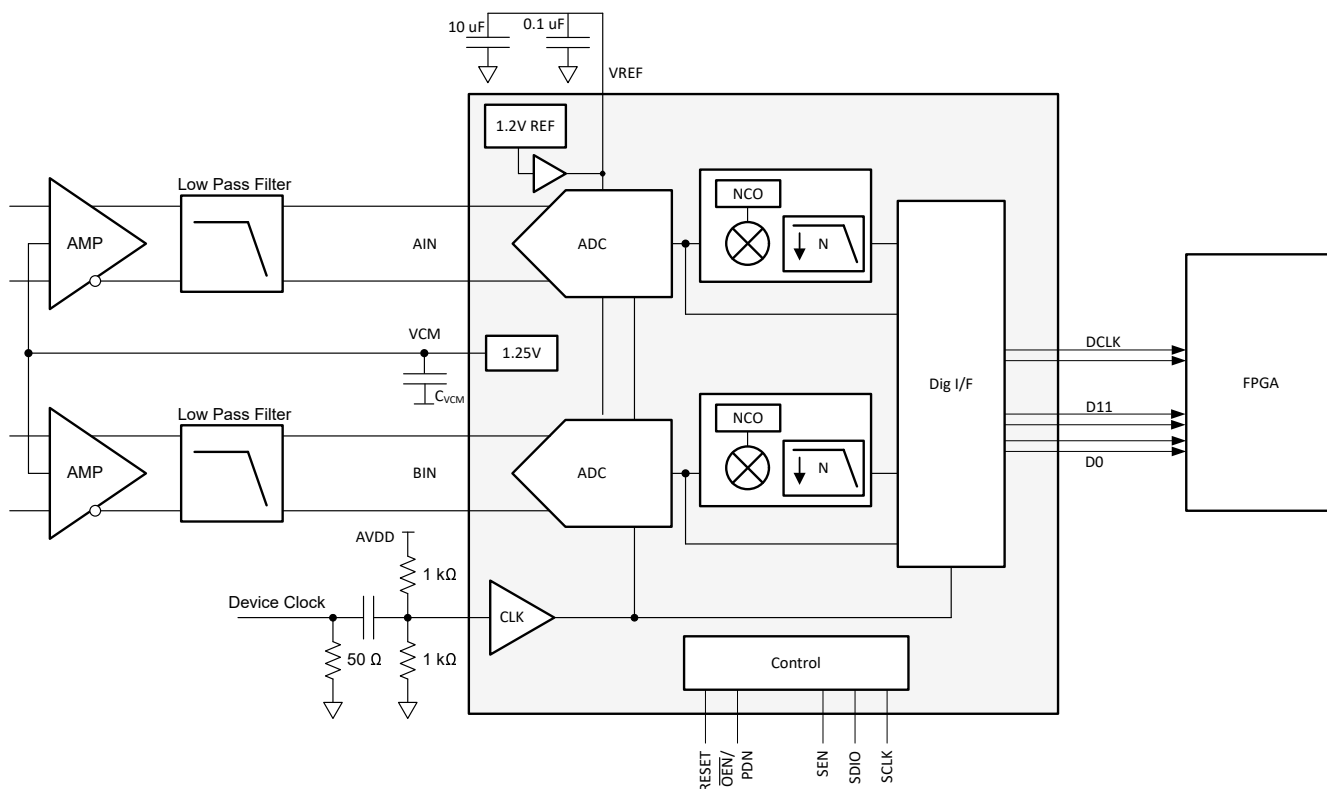 10 uF
0.1 uF
VREF
1.2V REF
Low Pass Filter
NCO
AMP
AIN
ADC
N
VCM
1.25V
DCLK
Dig I/F
FPGA
CVCM
Low Pass Filter
NCO
D11
AMP
BIN
ADC
N
D0
AVDD
1 kΩ
Device Clock
CLK
50 Ω
1 kΩ
Control
RESET
OEN/
PDN
SEN
SDIO
SCLK